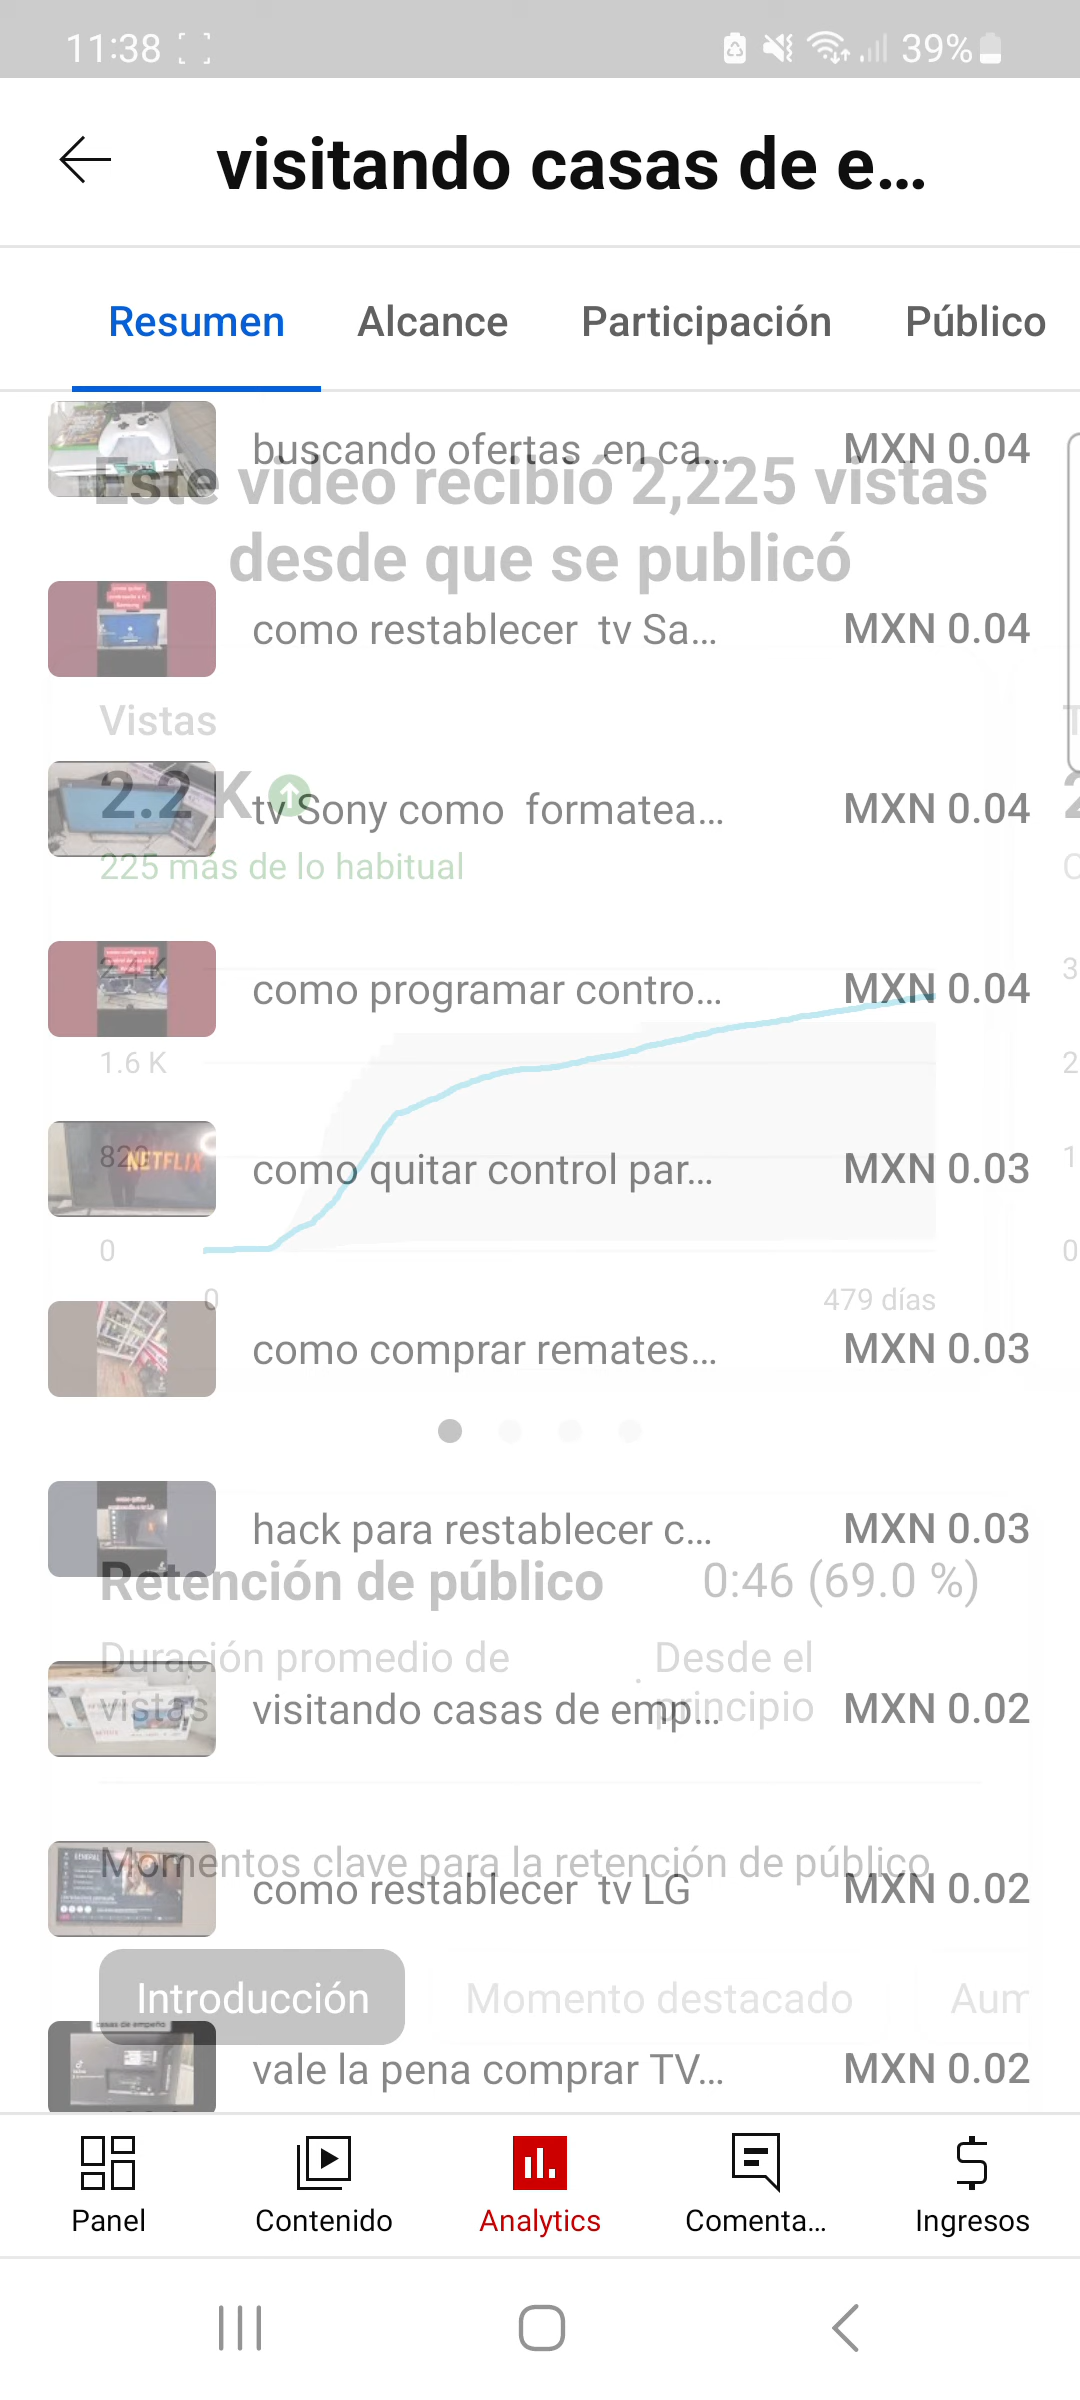 11:38
39%
visitando casas de e...
Resumen Alcance Participación Público
buscando ofertas en ca... MXN 0.04
Este video recibió 2,225 vistas
desde que se publicó
como restablecer tv Sa... MXN 0.04
Vistas
2.2 K
tv Sony como formatea... MXN 0.04
225 más de lo habitual
2.4 K
como programar contro... MXN 0.04
1.6 K
NETFLIX
como quitar control par... MXN 0.03
0
0 479 días
como comprar remates... MXN 0.03
hack para restablecer c... MXN 0.03
Retención de público 0:46 (69.0 %)
Duración promedio de
vistas
· Desde el
principio
visitando casas de emp... MXN 0.02
Momentos clave para la retención de público
como restablecer tv LG MXN 0.02
Introducción Momento destacado Aum
casas de empeño
vale la pena comprar TV... MXN 0.02
Panel Contenido Analytics Comenta... Ingresos